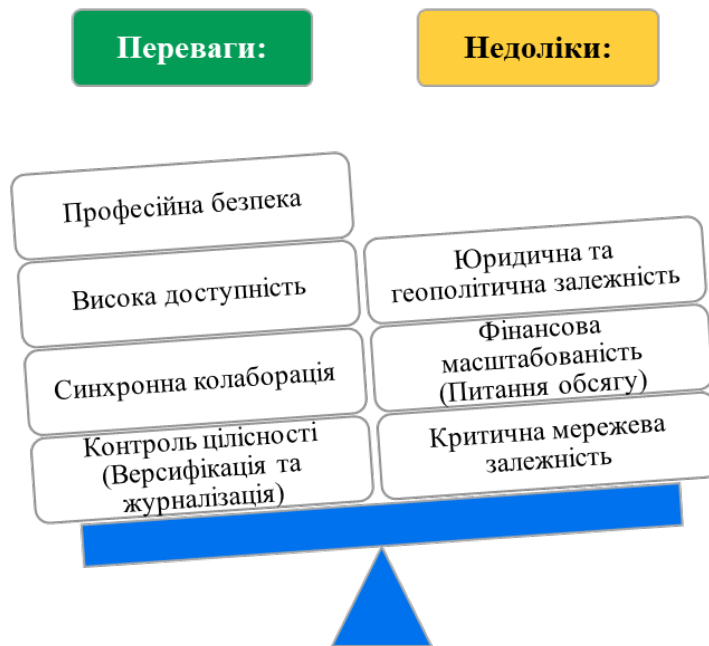 Переваги:
Недоліки:
Професійна безпека
Висока доступність
Синхронна колаборація
Контроль цілісності
(Версифікація та
журналізація)
Юридична та
геополітична залежність
Фінансова
масштабованість
(Питання обсягу)
Критична мережева
залежність